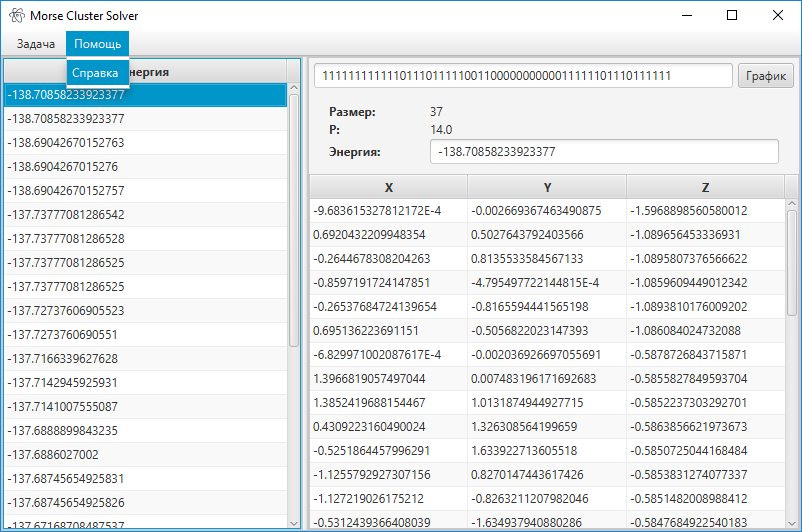 Morse Cluster Solver
Задача Помощь
Справка
нергия
-138.70858233923377
-138.70858233923377
-138.69042670152763
-138.6904267015276
-138.69042670152757
-137.73777081286542
-137.73777081286528
-137.73777081286525
-137.73777081286525
-137.72737606905523
-137.7273760690551
-137.7166339627628
-137.7142945925931
-137.7141007555087
-137.6888899843235
-137.6886027002
-137.68745654925831
-137.68745654925826
-137.67168708487537
График
Размер: 37
P: 14.0
Энергия: -138.70858233923377
X Y Z
-9.683615327812172E-4 -0.002669367463490875 -1.5968898560580012
0.6920432209948354 0.5027643792403566 -1.089656453336931
-0.2644678308204263 0.8135533584567133 -1.0895807376566622
-0.8597191724147851 -4.795497722144815E-4 -1.0859609449012342
-0.26537684724139654 -0.8165594441565198 -1.0893810176009202
0.695136223691151 -0.5056822023147393 -1.086084024732088
-6.829971002087617E-4 -0.002036926697055691 -0.5878726843715871
1.3966819057497044 0.007483196171692683 -0.5855827849593704
1.3852419688154467 1.0131874944927715 -0.5852237303292701
0.4309223160490024 1.326308564199659 -0.5863856621973673
-0.5251864457996291 1.633922713605518 -0.5850725044168484
-1.1255792927307156 0.8270147443617426 -0.5853831274077337
-1.127219026175212 -0.8263211207982046 -0.5851482008988412
-0.5312439366408039 -1.634937940880286 -0.5847684922540183